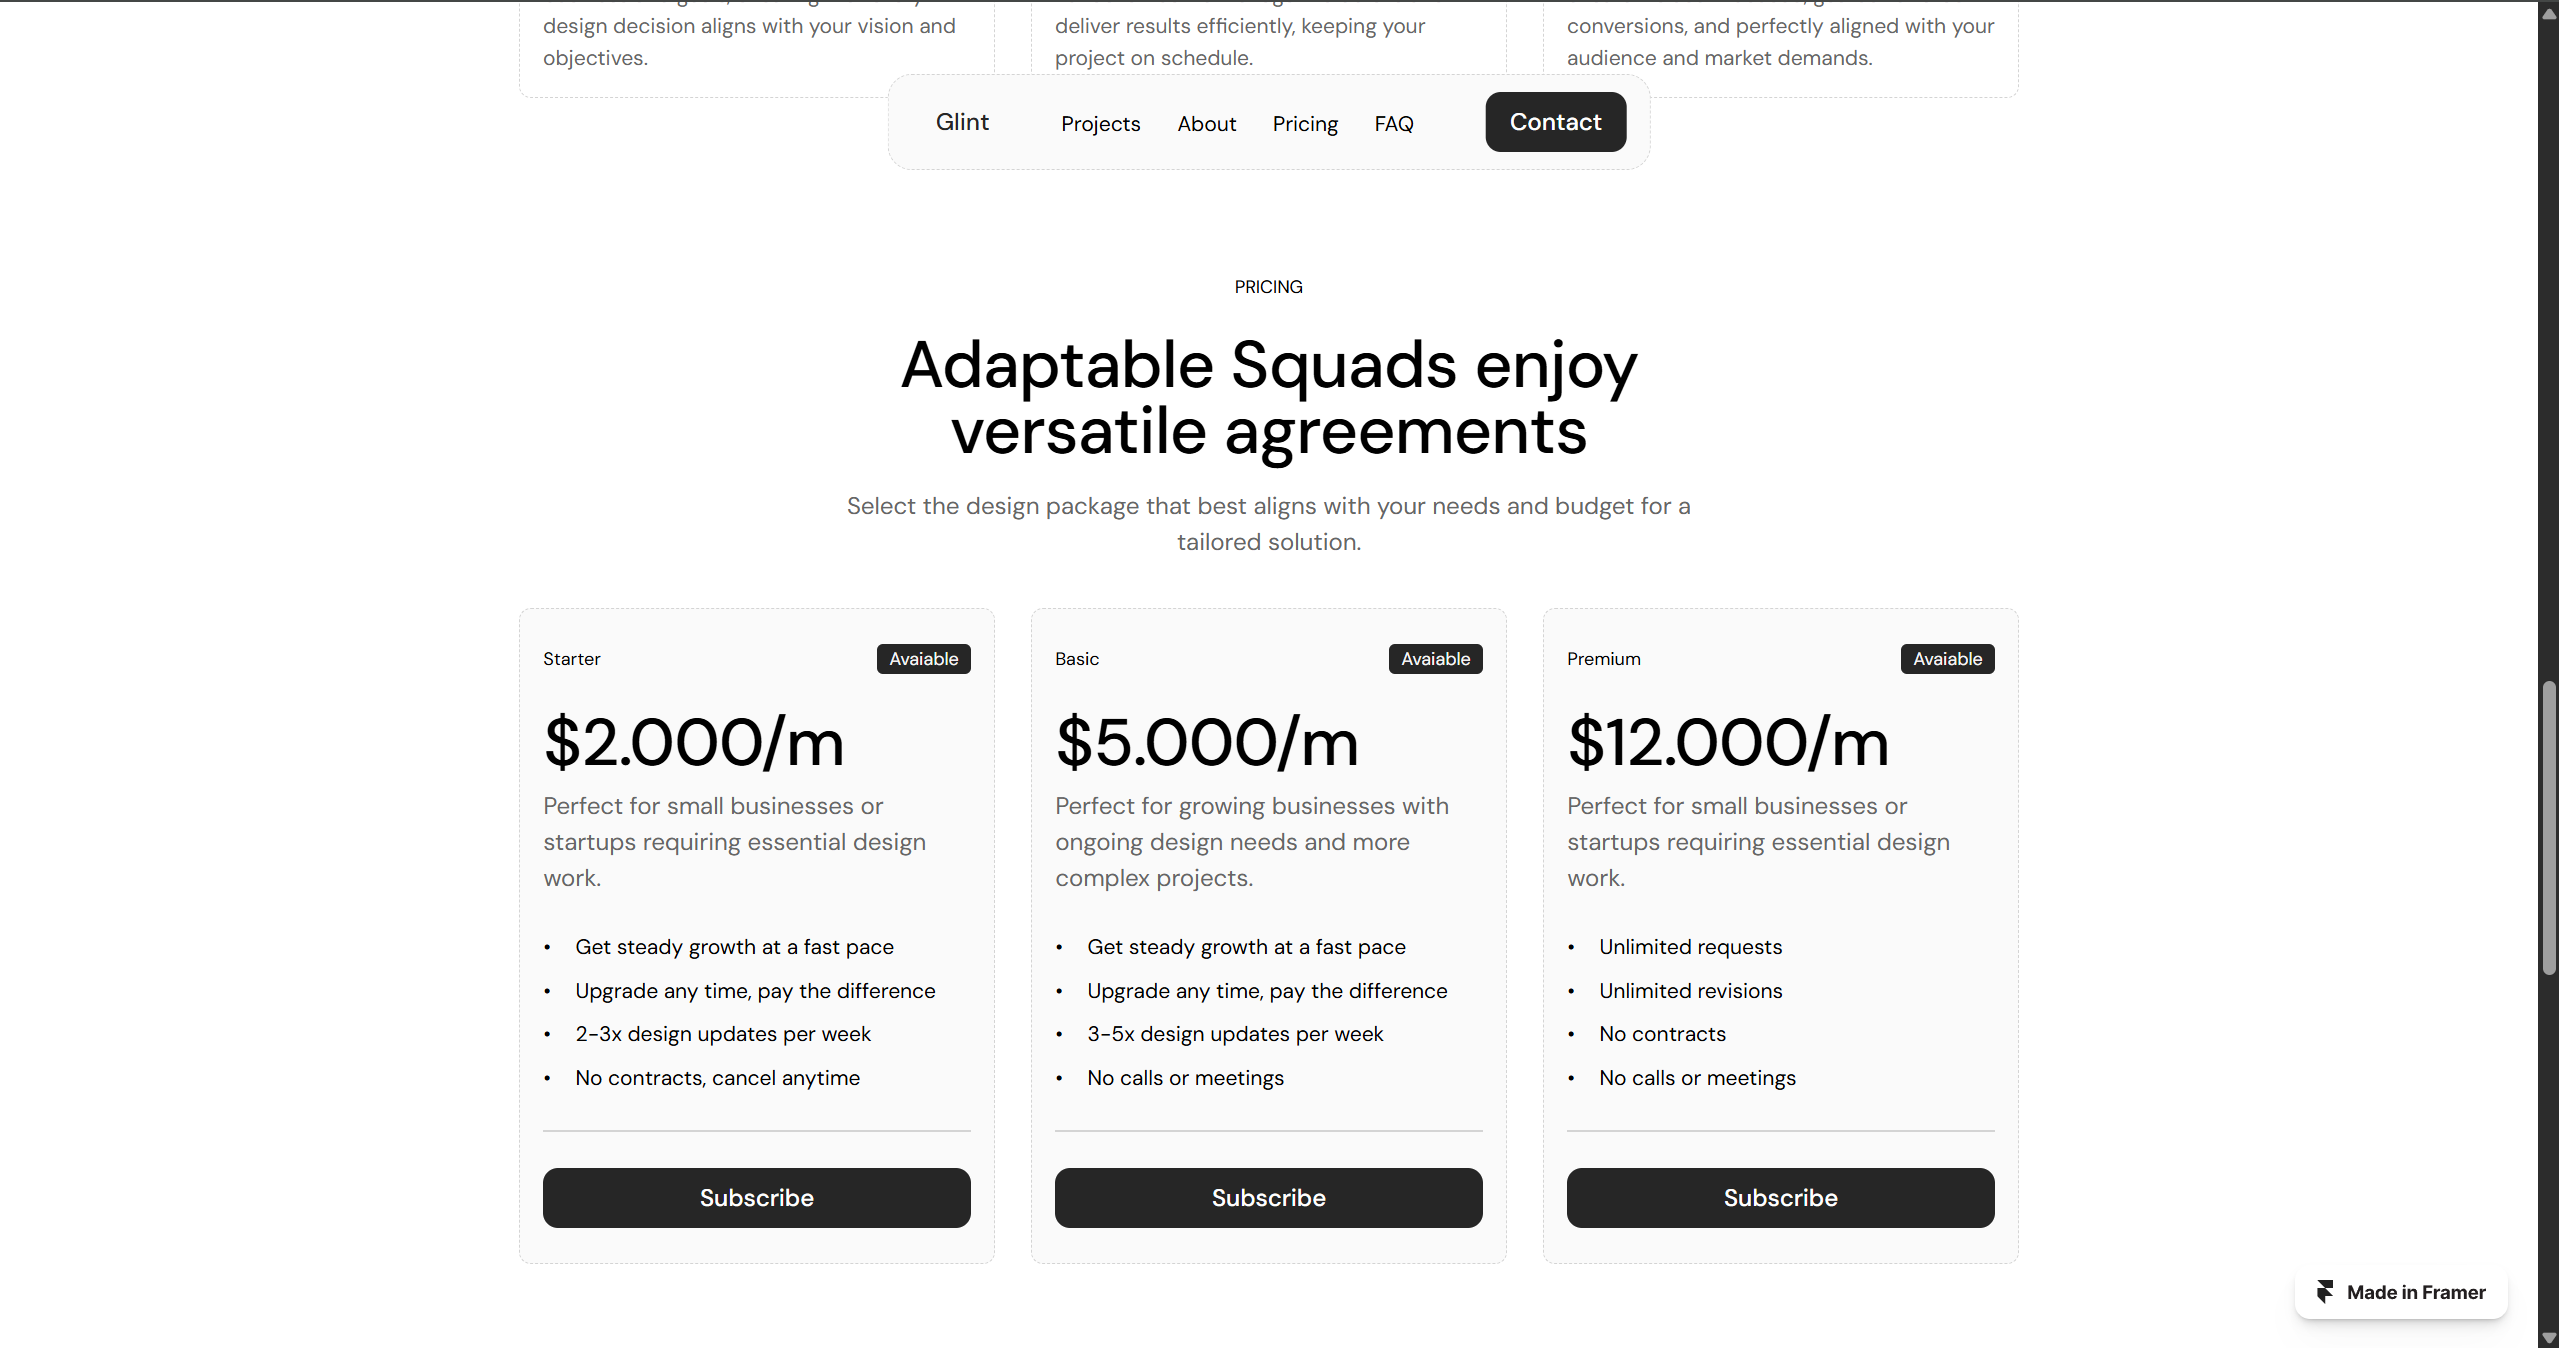 design decision aligns with your vision and
objectives.
deliver results efficiently, keeping your
project on schedule.
conversions, and perfectly aligned with your
audience and market demands.
Glint
Projects
About
Pricing
FAQ
Contact
PRICING
Adaptable Squads enjoy
versatile agreements
Select the design package that best aligns with your needs and budget for a
tailored solution.
Starter
Avaiable
$2.000/m
Perfect for small businesses or
startups requiring essential design
work.
• Get steady growth at a fast pace
• Upgrade any time, pay the difference
• 2-3x design updates per week
• No contracts, cancel anytime
Subscribe
Basic
Avaiable
$5.000/m
Perfect for growing businesses with
ongoing design needs and more
complex projects.
• Get steady growth at a fast pace
• Upgrade any time, pay the difference
• 3-5x design updates per week
• No calls or meetings
Subscribe
Premium
Avaiable
$12.000/m
Perfect for small businesses or
startups requiring essential design
work.
• Unlimited requests
• Unlimited revisions
• No contracts
• No calls or meetings
Subscribe
Made in Framer